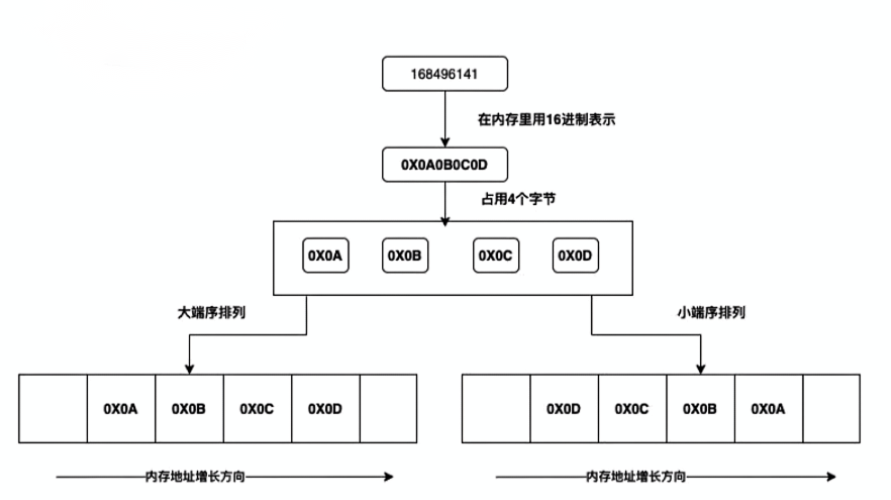 168496141
在内存里用16进制表示
0X0A0B0C0D
占用4个字节
0X0A 0X0B 0X0C 0X0D
大端序排列 小端序排列
0X0A 0X0B 0X0C 0X0D 0X0D 0X0C 0X0B 0X0A
内存地址增长方向 内存地址增长方向